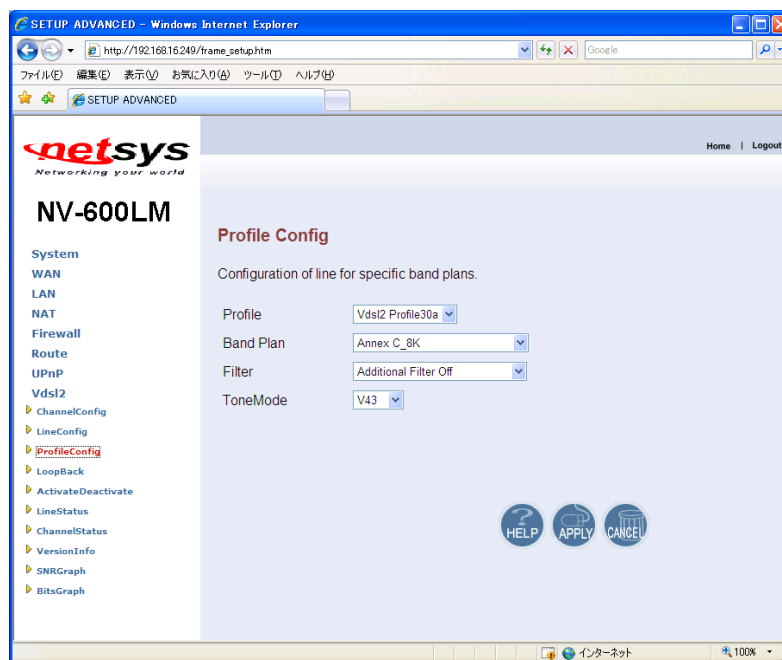 SETUP ADVANCED - Windows Internet Explorer
http://192.168.16.249/frame_setup.htm
Google
ファイル(F) 編集(E) 表示(V) お気に入り(A) ツール(T) ヘルプ(H)
SETUP ADVANCED
netsys
Networking your world
Home | Logout
NV-600LM
System
WAN
LAN
NAT
Firewall
Route
UPnP
Vdsl2
ChannelConfig
LineConfig
ProfileConfig
LoopBack
ActivateDeactivate
LineStatus
ChannelStatus
VersionInfo
SNRGraph
BitsGraph
Profile Config
Configuration of line for specific band plans.
Profile Vdsl2 Profile30a
Band Plan Annex C_8K
Filter Additional Filter Off
ToneMode V43
HELP APPLY CANCEL
インターネット 100%